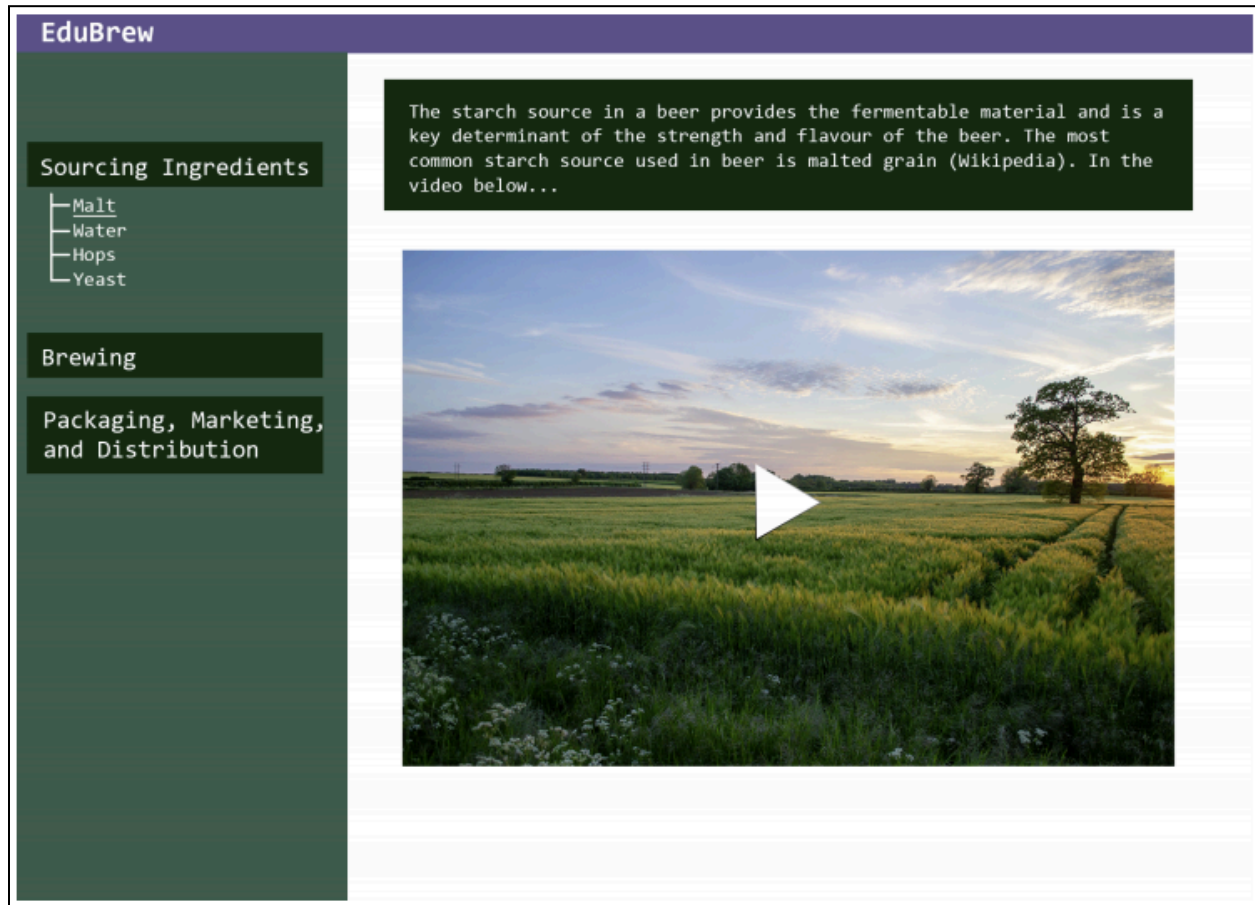 EduBrew
Sourcing Ingredients
Malt
Water
Hops
Yeast
Brewing
Packaging, Marketing,
and Distribution
The starch source in a beer provides the fermentable material and is a
key determinant of the strength and flavour of the beer. The most
common starch source used in beer is malted grain (Wikipedia). In the
video below...